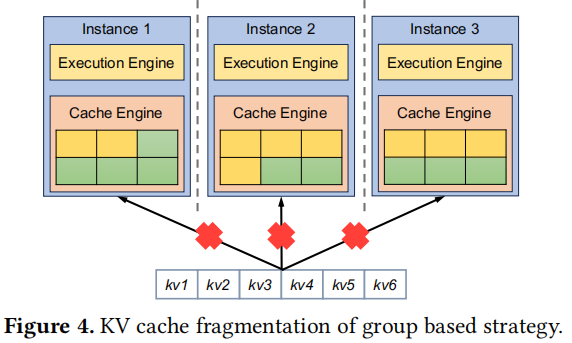 Instance 1
Instance 2
Instance 3
Execution Engine
Execution Engine
Execution Engine
Cache Engine
Cache Engine
Cache Engine
kv1 kv2 kv3 kv4 kv5 kv6
Figure 4. KV cache fragmentation of group based strategy.